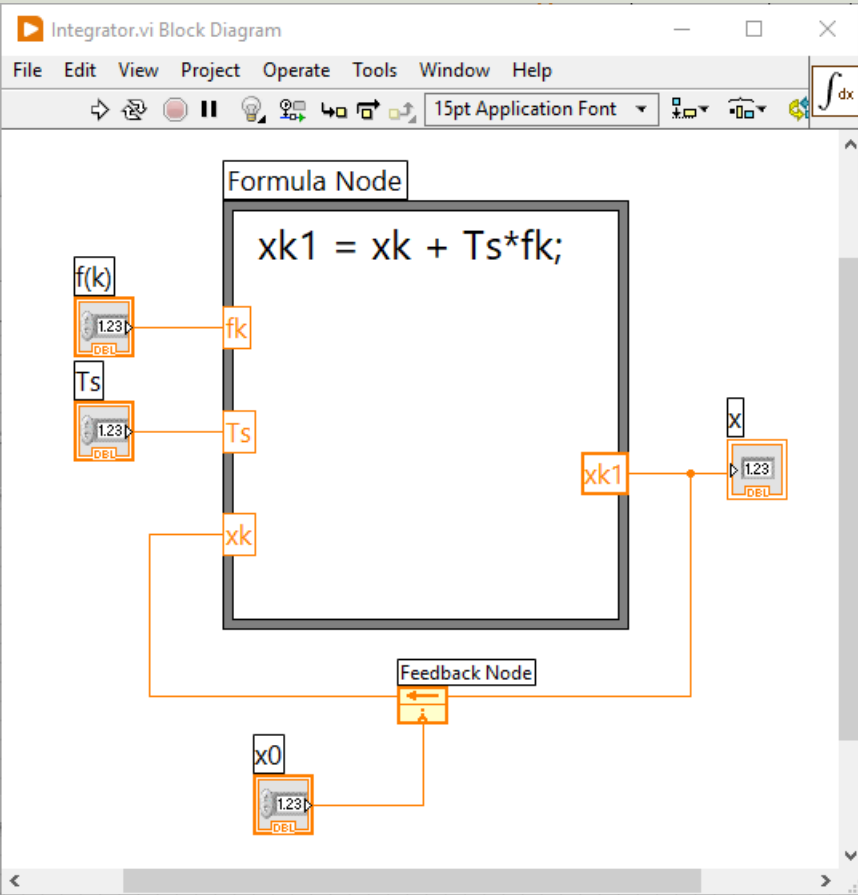 Integrator.vi Block Diagram
File Edit View Project Operate Tools Window Help
15pt Application Font
∫dx
Formula Node
xk1 = xk + Ts*fk;
f(k)
1.23
DBL
fk
Ts
1.23
DBL
Ts
x
xk1
1.23
DBL
xk
Feedback Node
x0
1.23
DBL